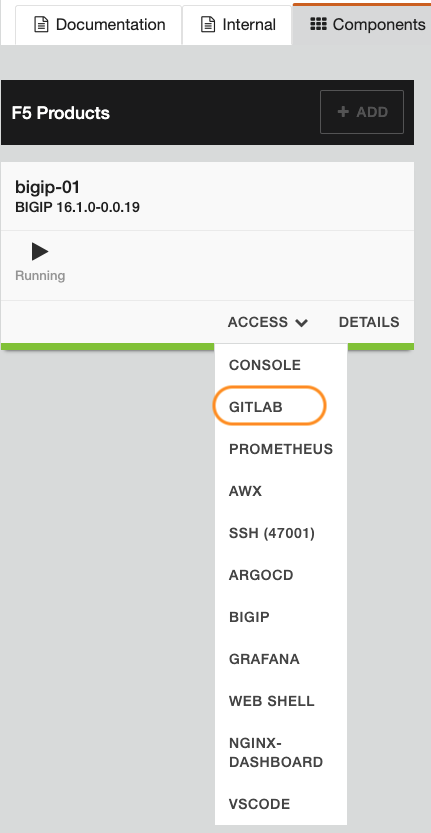 Documentation Internal Components
F5 Products + ADD
bigip-01
BIGIP 16.1.0-0.0.19
Running
ACCESS DETAILS
CONSOLE
GITLAB
PROMETHEUS
AWX
SSH (47001)
ARGOCD
BIGIP
GRAFANA
WEB SHELL
NGINX-
DASHBOARD
VSCODE